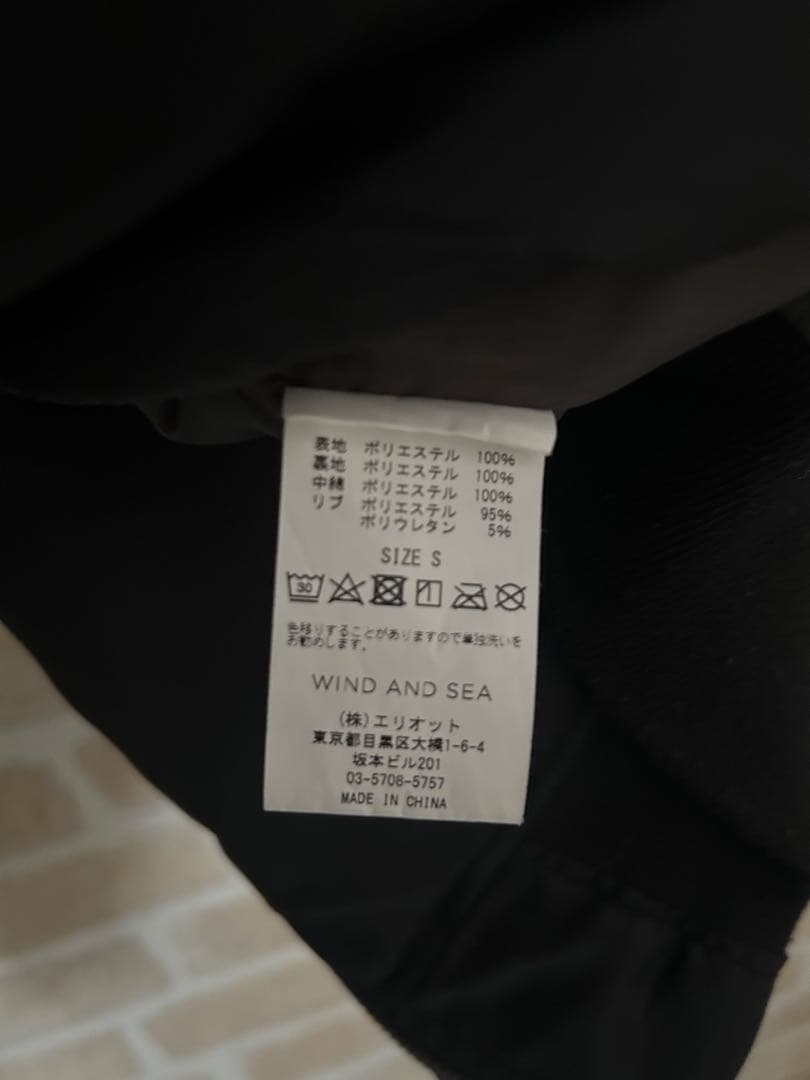 表地 ポリエステル 100%
裏地 ポリエステル 100%
中綿 ポリエステル 100%
リブ ポリエステル 95%
ポリウレタン 5%
SIZE S
30
色移りすることがありますので単独洗いを
お勧めします。
WIND AND SEA
(株)エリオット
東京都目黒区大橋1-6-4
坂本ビル201
03-5708-5757
MADE IN CHINA